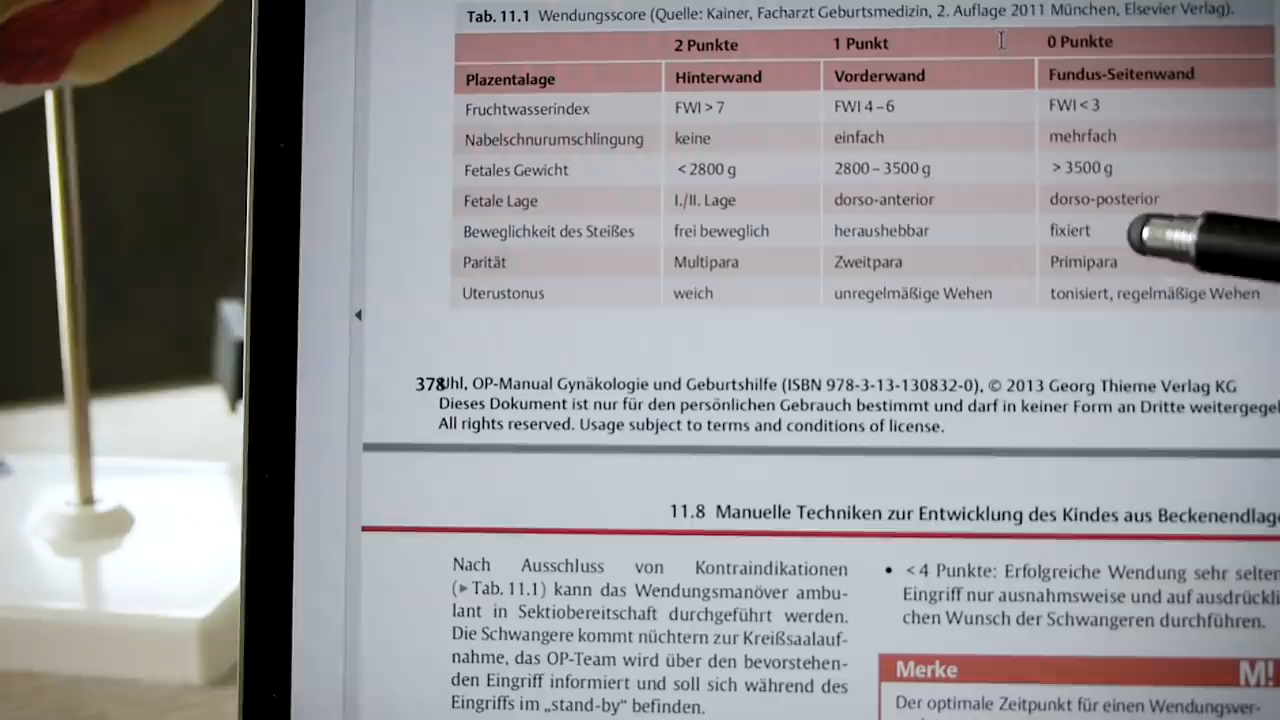 Tab. 11.1 Wendungsscore (Quelle: Kainer, Facharzt Geburtsmedizin, 2. Auflage 2011 München, Elsevier Verlag).
2 Punkte 1 Punkt 0 Punkte
Plazentalage Hinterwand Vorderwand Fundus-Seitenwand
Fruchtwasserindex FWI > 7 FWI 4–6 FWI < 3
Nabelschnurumschlingung keine einfach mehrfach
Fetales Gewicht < 2800 g 2800–3500 g > 3500 g
Fetale Lage I./II. Lage dorso-anterior dorso-posterior
Beweglichkeit des Steißes frei beweglich heraushebbar fixiert
Parität Multipara Zweitpara Primipara
Uterustonus weich unregelmäßige Wehen tonisiert, regelmäßige Wehen
378 Uhl, OP-Manual Gynäkologie und Geburtshilfe (ISBN 978-3-13-130832-0), © 2013 Georg Thieme Verlag KG
Dieses Dokument ist nur für den persönlichen Gebrauch bestimmt und darf in keiner Form an Dritte weitergegeb
All rights reserved. Usage subject to terms and conditions of license.
11.8 Manuelle Techniken zur Entwicklung des Kindes aus Beckenendlage
Nach Ausschluss von Kontraindikationen
(▸ Tab. 11.1) kann das Wendungsmanöver ambu-
lant in Sektiobereitschaft durchgeführt werden.
Die Schwangere kommt nüchtern zur Kreißsaalauf-
nahme, das OP-Team wird über den bevorstehen-
den Eingriff informiert und soll sich während des
Eingriffs im „stand-by“ befinden.
• < 4 Punkte: Erfolgreiche Wendung sehr selten
Eingriff nur ausnahmsweise und auf ausdrückli
chen Wunsch der Schwangeren durchführen.
Merke M!
Der optimale Zeitpunkt für einen Wendungsver-